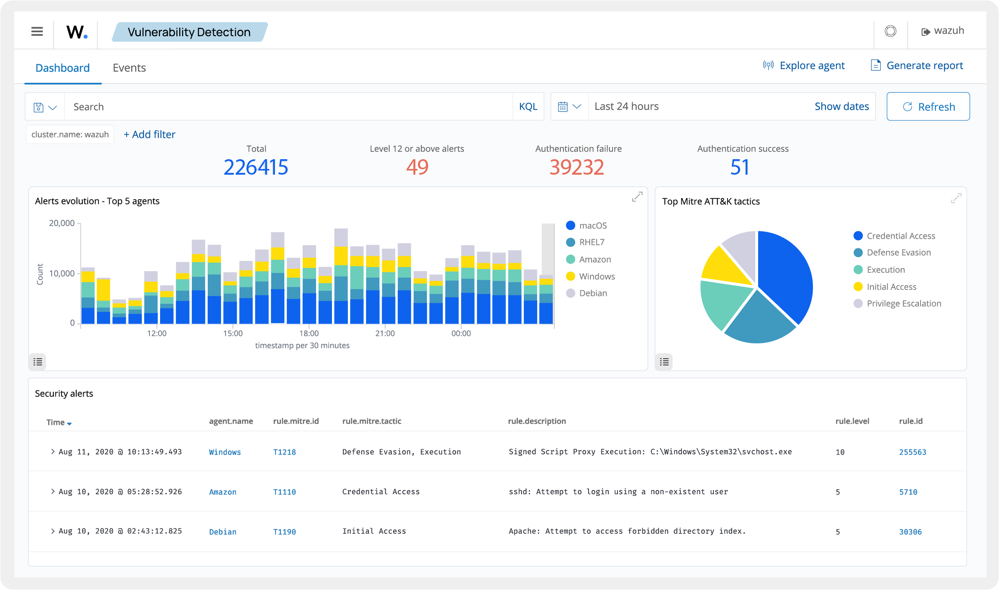 W. Vulnerability Detection wazuh
Dashboard Events Explore agent Generate report
Search KQL Last 24 hours Show dates Refresh
cluster.name: wazuh + Add filter
Total Level 12 or above alerts Authentication failure Authentication success
226415 49 39232 51
Alerts evolution - Top 5 agents
20,000
10,000
0
Count
12:00 15:00 18:00 21:00 00:00
timestamp per 30 minutes
macOS
RHEL7
Amazon
Windows
Debian
Top Mitre ATT&K tactics
Credential Access
Defense Evasion
Execution
Initial Access
Privilege Escalation
Security alerts
Time agent.name rule.mitre.id rule.mitre.tactic rule.description rule.level rule.id
Aug 11, 2020 @ 10:13:49.493 Windows T1218 Defense Evasion, Execution Signed Script Proxy Execution: C:\Windows\System32\svchost.exe 10 255563
Aug 10, 2020 @ 05:28:52.926 Amazon T1110 Credential Access sshd: Attempt to login using a non-existent user 5 5710
Aug 10, 2020 @ 02:43:12.825 Debian T1190 Initial Access Apache: Attempt to access forbidden directory index. 5 30306